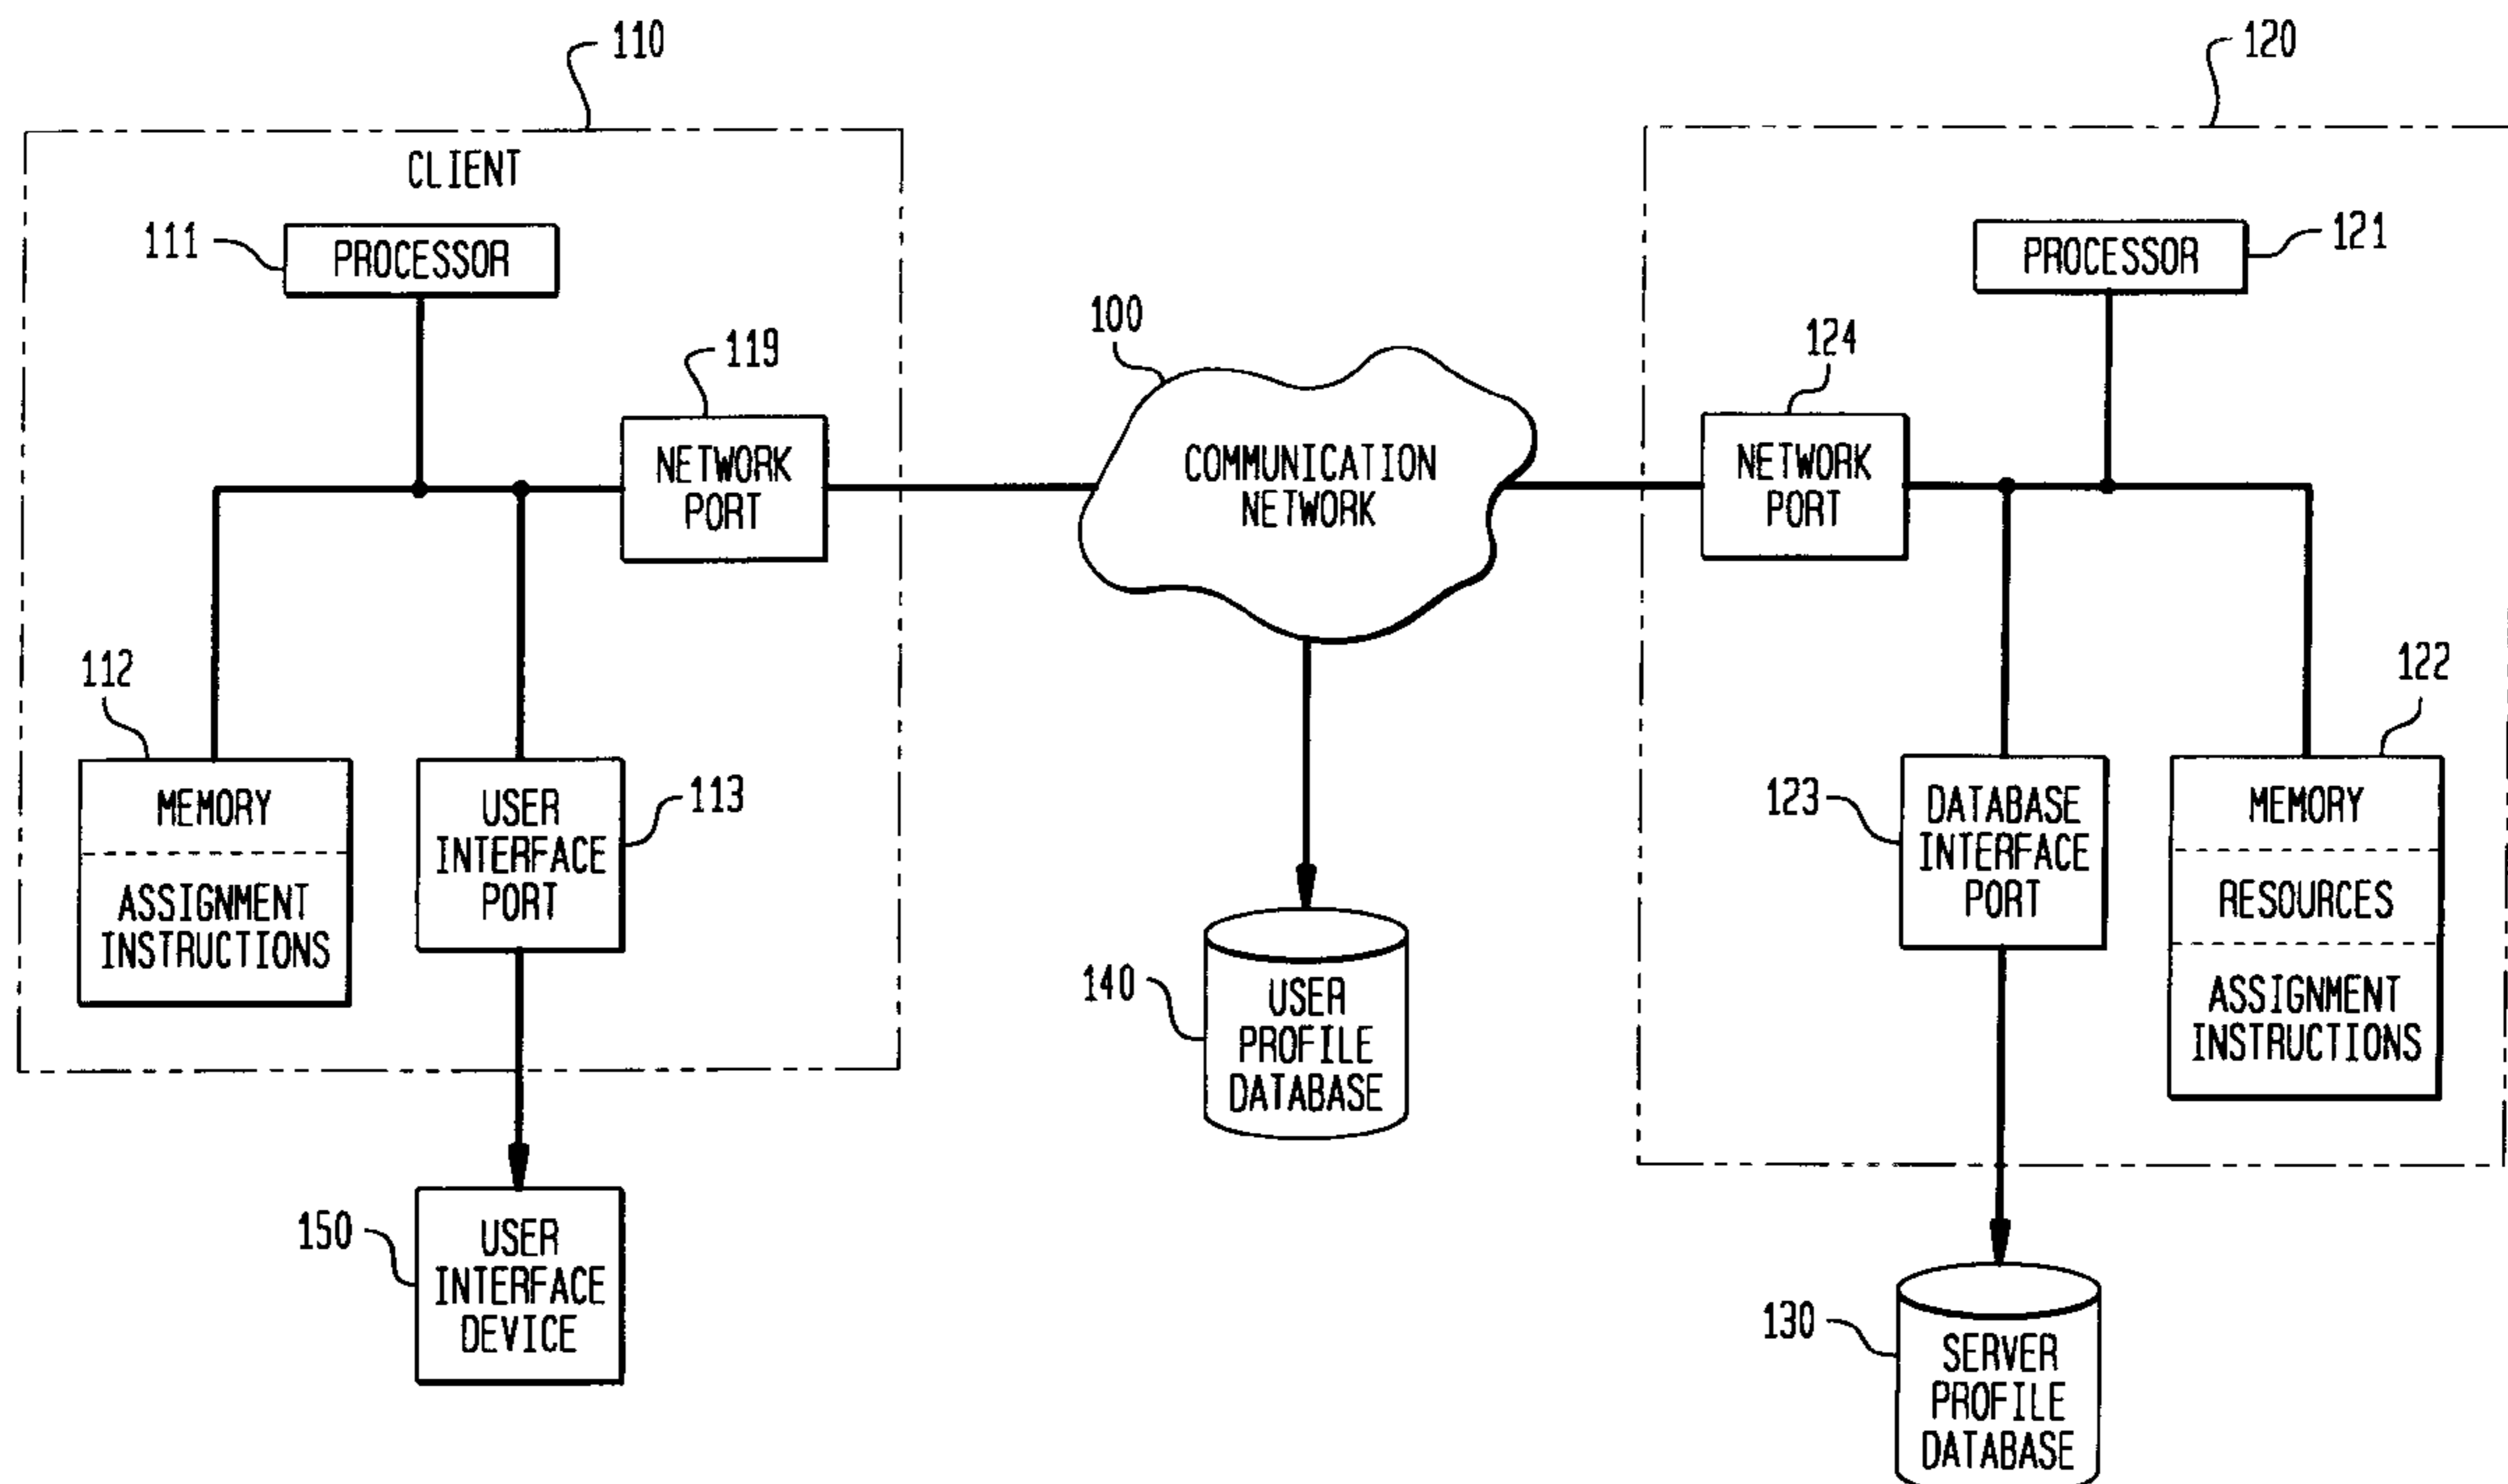 110
120
CLIENT
111
PROCESSOR
PROCESSOR
121
119
100
124
NETWORK
PORT
COMMUNICATION
NETWORK
NETWORK
PORT
112
122
MEMORY
ASSIGNMENT
INSTRUCTIONS
USER
INTERFACE
PORT
113
123
DATABASE
INTERFACE
PORT
MEMORY
RESOURCES
ASSIGNMENT
INSTRUCTIONS
140
USER
PROFILE
DATABASE
150
USER
INTERFACE
DEVICE
130
SERVER
PROFILE
DATABASE